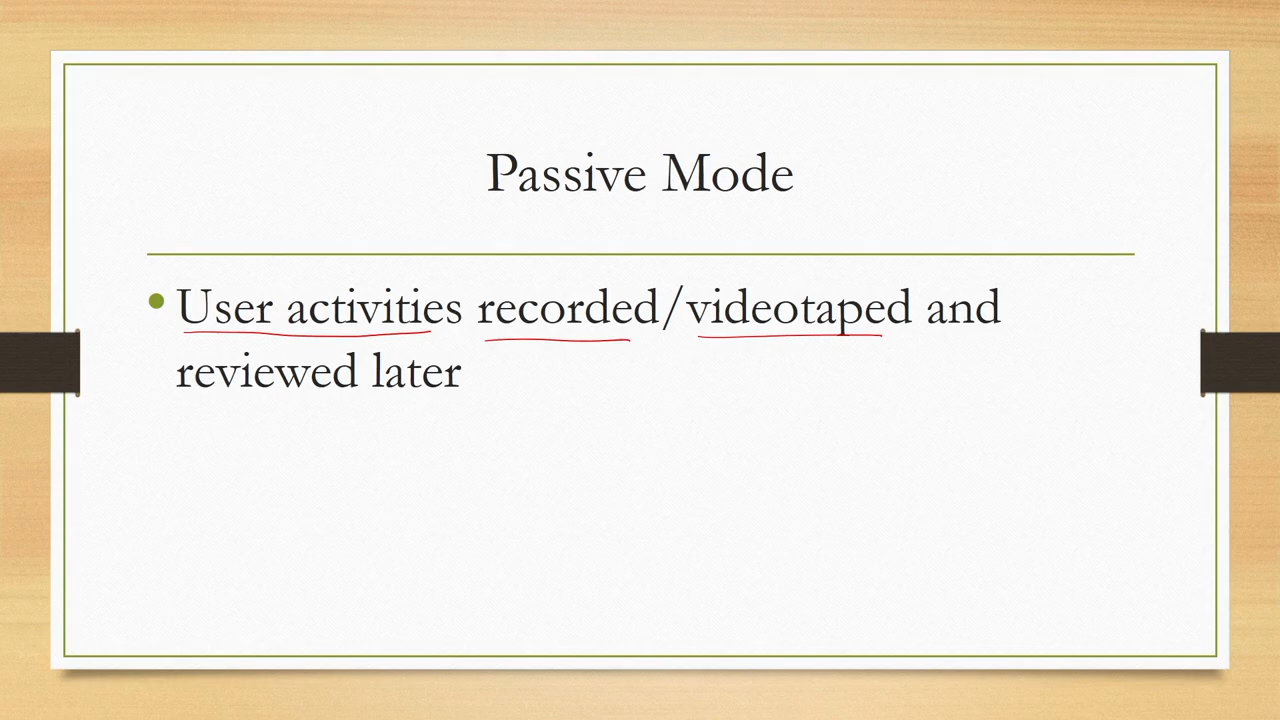 Passive Mode
• User activities recorded/videotaped and
reviewed later